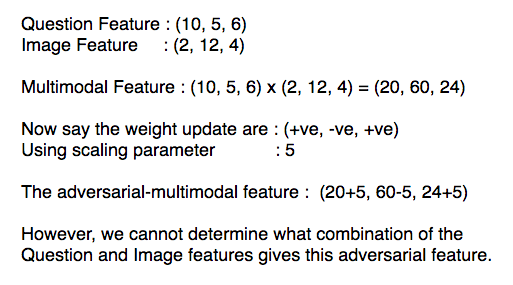 Question Feature : (10, 5, 6)
Image Feature : (2, 12, 4)
Multimodal Feature : (10, 5, 6) x (2, 12, 4) = (20, 60, 24)
Now say the weight update are : (+ve, -ve, +ve)
Using scaling parameter : 5
The adversarial-multimodal feature : (20+5, 60-5, 24+5)
However, we cannot determine what combination of the
Question and Image features gives this adversarial feature.